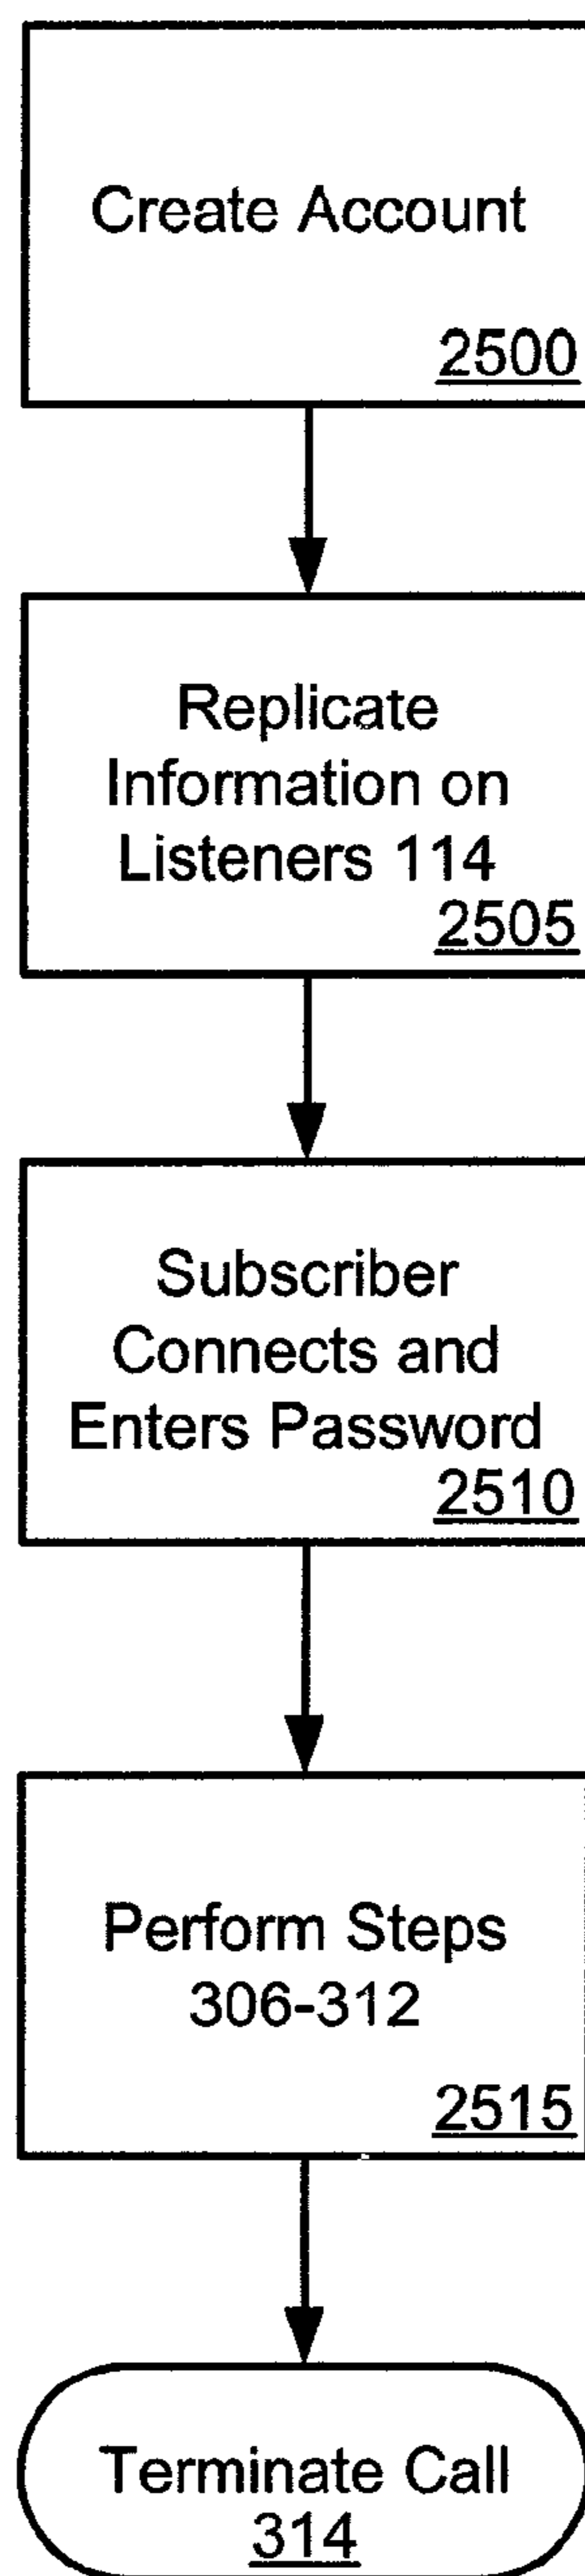 Create Account
2500
Replicate
Information on
Listeners 114
2505
Subscriber
Connects and
Enters Password
2510
Perform Steps
306-312
2515
Terminate Call
314